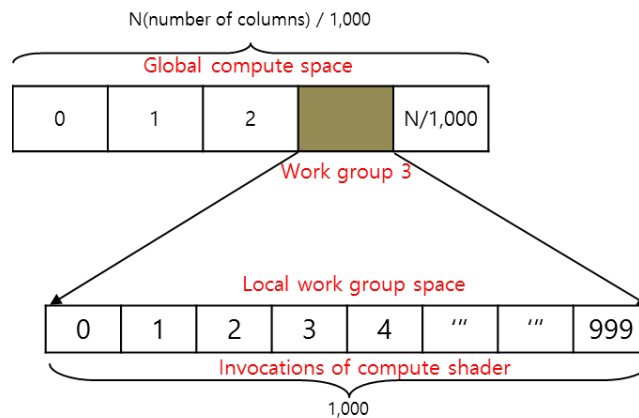 N(number of columns) / 1,000
Global compute space
0 1 2 N/1,000
Work group 3
Local work group space
0 1 2 3 4 ‘” ‘” 999
Invocations of compute shader
1,000